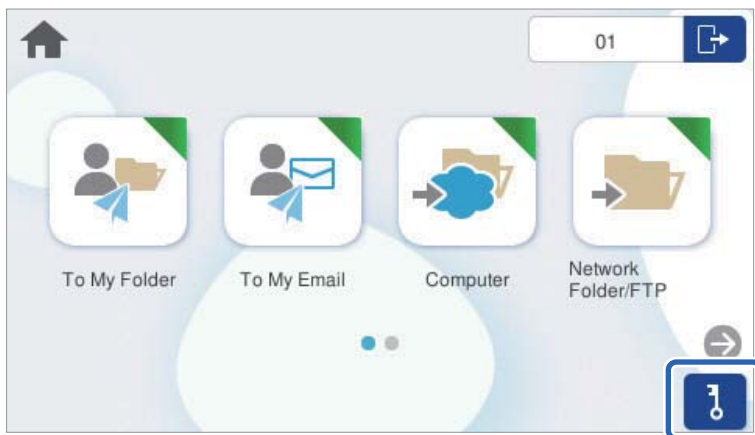 01
To My Folder
To My Email
Computer
Network
Folder/FTP